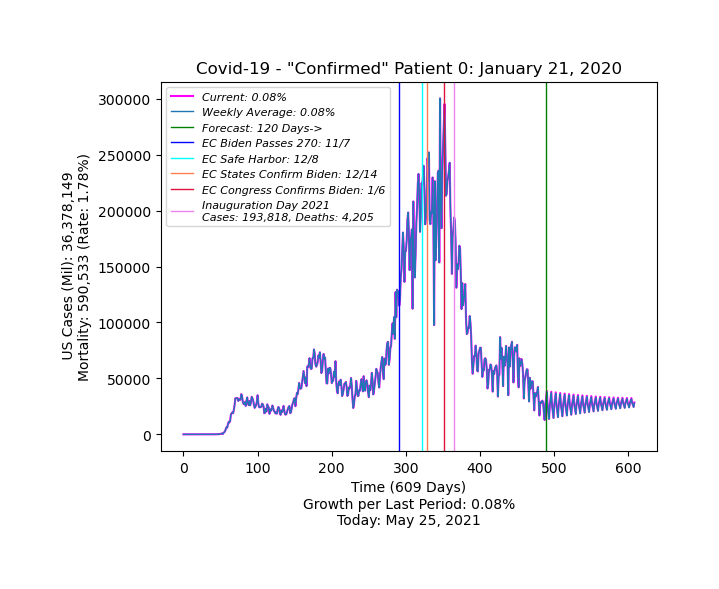 Covid-19 - "Confirmed" Patient 0: January 21, 2020
Current: 0.08%
Weekly Average: 0.08%
Forecast: 120 Days->
EC Biden Passes 270: 11/7
EC Safe Harbor: 12/8
EC States Confirm Biden: 12/14
EC Congress Confirms Biden: 1/6
Inauguration Day 2021
Cases: 193,818, Deaths: 4,205
US Cases (Mil): 36,378,149
Mortality: 590,533 (Rate: 1.78%)
300000
250000
200000
150000
100000
50000
0
0 100 200 300 400 500 600
Time (609 Days)
Growth per Last Period: 0.08%
Today: May 25, 2021